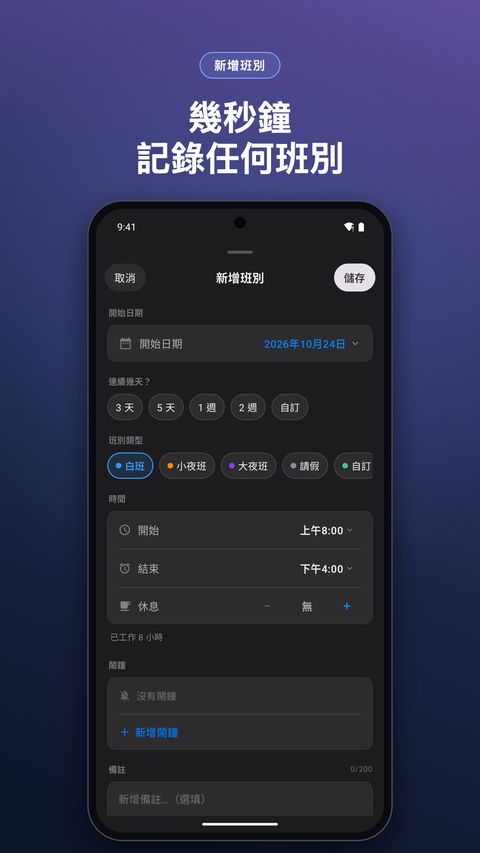 新增班別
幾秒鐘
記錄任何班別
9:41
取消
新增班別
儲存
開始日期
開始日期
2026年10月24日
連續幾天？
3 天
5 天
1 週
2 週
自訂
班別類型
白班
小夜班
大夜班
請假
自訂
時間
開始
上午8:00
結束
下午4:00
休息
− 無 +
已工作 8 小時
鬧鐘
沒有鬧鐘
+ 新增鬧鐘
備註
0/200
新增備註…（選填）